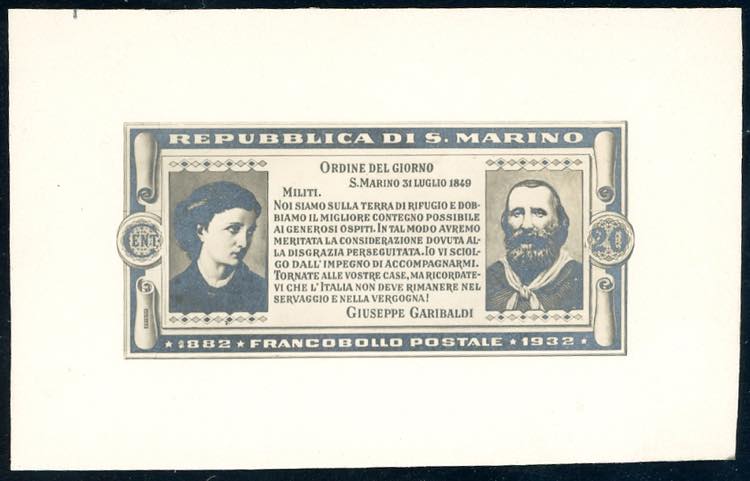 REPUBBLICA DI S. MARINO
ORDINE DEL GIORNO
S. MARINO 31 LUGLIO 1849
MILITI.
NOI SIAMO SULLA TERRA DI RIFUGIO E DOB-
BIAMO IL MIGLIORE CONTEGNO POSSIBILE
AI GENEROSI OSPITI. IN TAL MODO AVREMO
MERITATA LA CONSIDERAZIONE DOVUTA AL-
LA DISGRAZIA PERSEGUITATA. IO VI SCIOL-
GO DALL'IMPEGNO DI ACCOMPAGNARMI.
TORNATE ALLE VOSTRE CASE, MA RICORDATE-
VI CHE L'ITALIA NON DEVE RIMANERE NEL
SERVAGGIO E NELLA VERGOGNA!
GIUSEPPE GARIBALDI
CENT.
20
★ 1882 ★ FRANCOBOLLO POSTALE ★ 1932 ★